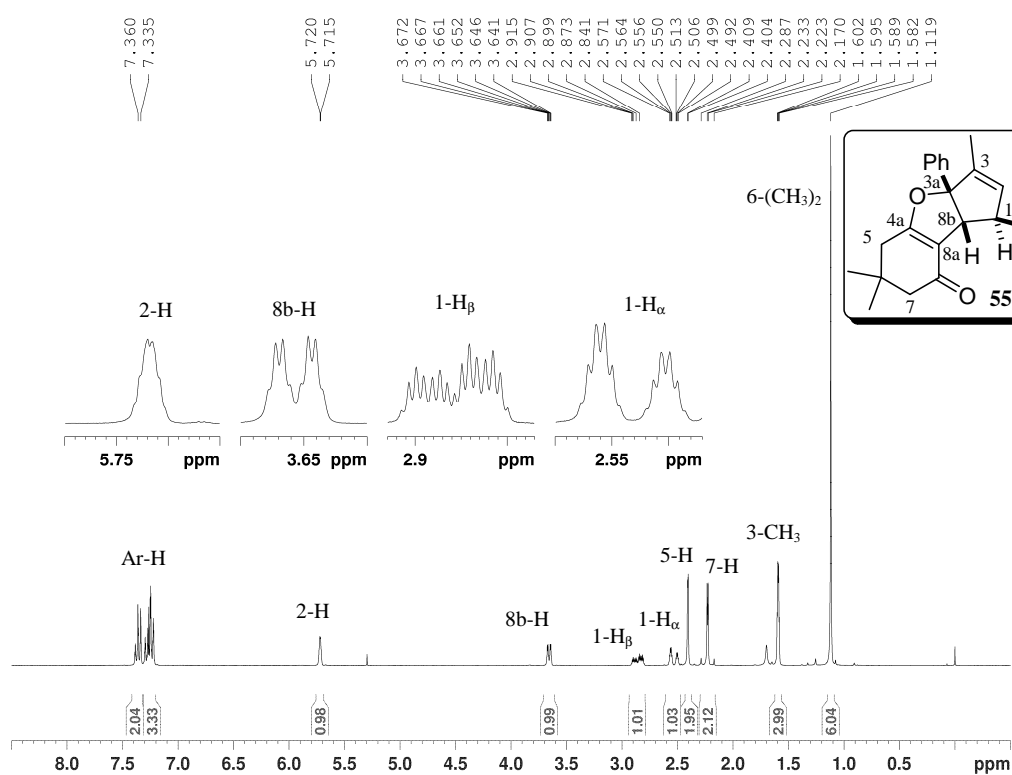 7.360
7.335
5.720
5.715
3.672
3.667
3.661
3.652
3.646
3.641
2.915
2.907
2.899
2.873
2.841
2.571
2.564
2.556
2.550
2.513
2.506
2.499
2.492
2.409
2.404
2.287
2.233
2.223
2.170
1.602
1.595
1.589
1.582
1.119
6-(CH₃)₂
Ph
3
3a
O
4a
8b
1
5
8a
H
H
7
O
55
2-H
8b-H
1-Hβ
1-Hα
5.75 ppm
3.65 ppm
2.9 ppm
2.55 ppm
Ar-H
2-H
8b-H
1-Hβ
1-Hα
5-H
7-H
3-CH₃
2.04
3.33
0.98
0.99
1.01
1.03
1.95
2.12
2.99
6.04
8.0 7.5 7.0 6.5 6.0 5.5 5.0 4.5 4.0 3.5 3.0 2.5 2.0 1.5 1.0 0.5 ppm